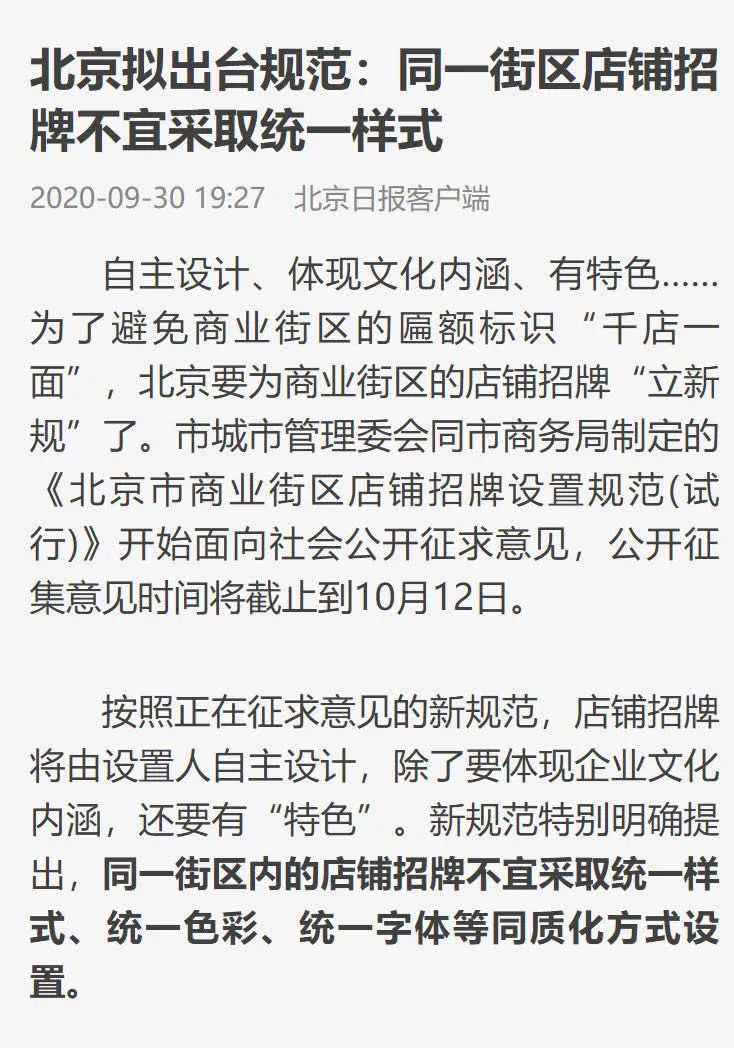 北京拟出台规范：同一街区店铺招
牌不宜采取统一样式
2020-09-30 19:27 北京日报客户端
自主设计、体现文化内涵、有特色……
为了避免商业街区的匾额标识“千店一
面”，北京要为商业街区的店铺招牌“立新
规”了。市城市管理委会同市商务局制定的
《北京市商业街区店铺招牌设置规范(试
行)》开始面向社会公开征求意见，公开征
集意见时间将截止到10月12日。
按照正在征求意见的新规范，店铺招牌
将由设置人自主设计，除了要体现企业文化
内涵，还要有“特色”。新规范特别明确提
出，同一街区内的店铺招牌不宜采取统一样
式、统一色彩、统一字体等同质化方式设
置。